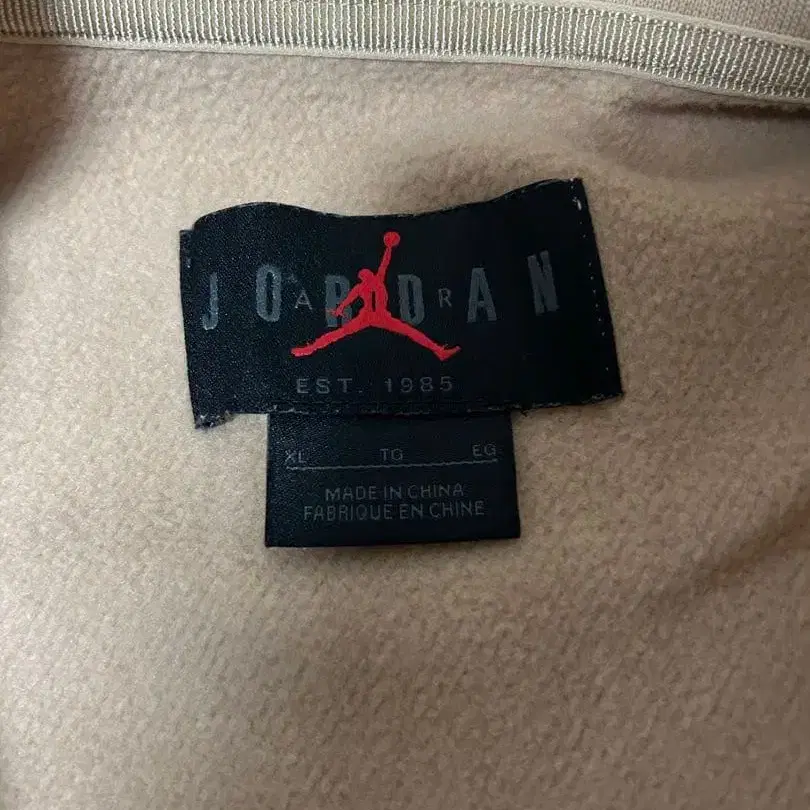 JORDAN
AIR
EST. 1985
XL TG EG
MADE IN CHINA
FABRIQUE EN CHINE